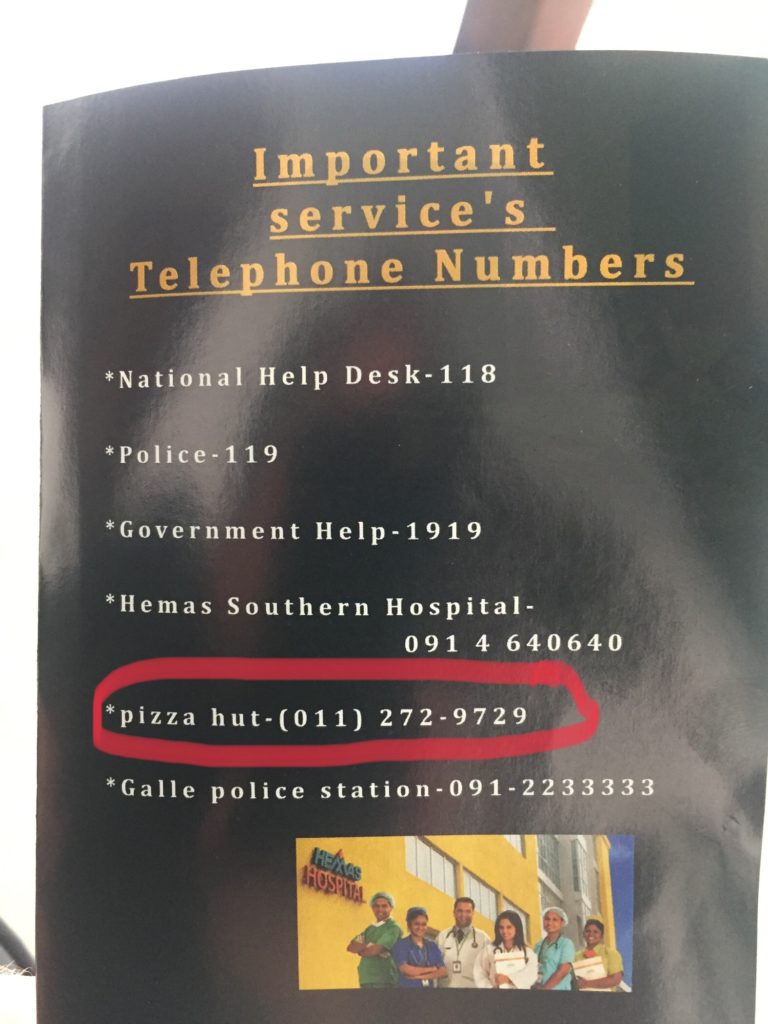 Important
service's
Telephone Numbers
*National Help Desk-118
*Police-119
*Government Help-1919
*Hemas Southern Hospital-
091 4 640640
*pizza hut-(011) 272-9729
*Galle police station-091-2233333
HEMAS
HOSPITAL